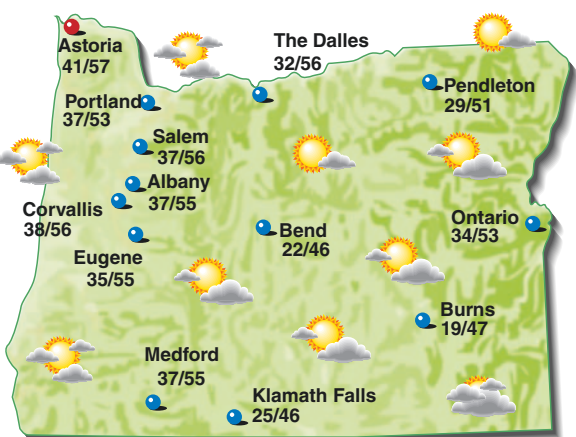 Astoria
41/57
The Dalles
32/56
Pendleton
29/51
Portland
37/53
Salem
37/56
Albany
37/55
Corvallis
38/56
Eugene
35/55
Bend
22/46
Ontario
34/53
Burns
19/47
Medford
37/55
Klamath Falls
25/46